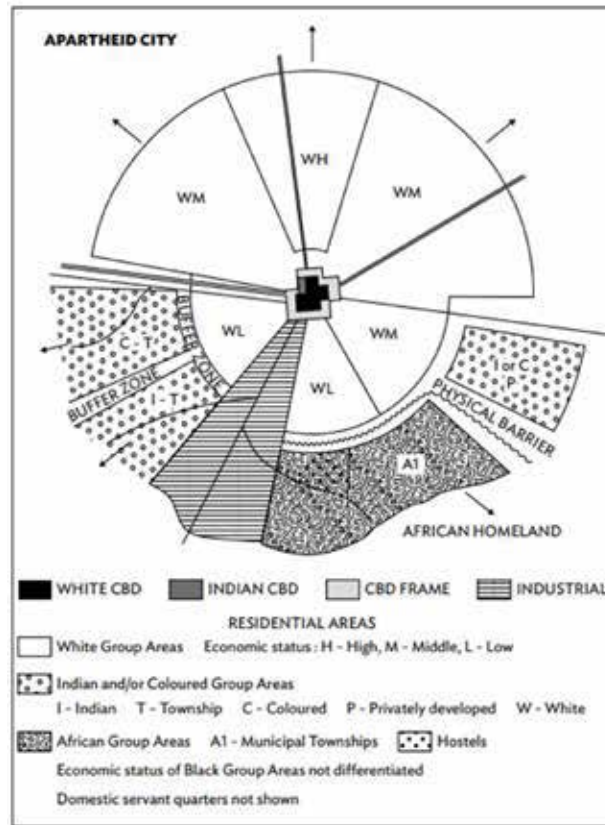 APARTHEID CITY
WH
WM
WM
WL
WM
WL
C - T
BUFFER ZONE
BUFFER ZONE
I - T
I or C
P
PHYSICAL BARRIER
A1
AFRICAN HOMELAND
WHITE CBD INDIAN CBD CBD FRAME INDUSTRIAL
RESIDENTIAL AREAS
White Group Areas Economic status : H - High, M - Middle, L - Low
Indian and/or Coloured Group Areas
I - Indian T - Township C - Coloured P - Privately developed W - White
African Group Areas A1 - Municipal Townships Hostels
Economic status of Black Group Areas not differentiated
Domestic servant quarters not shown